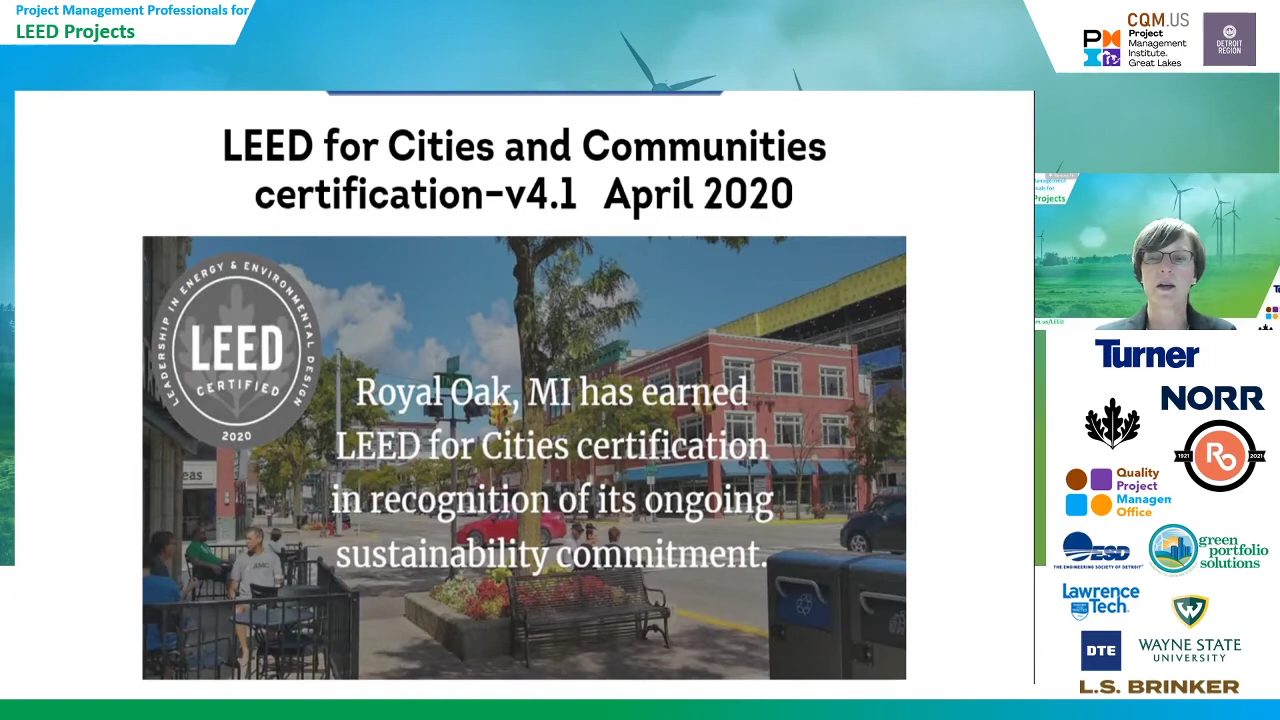 Project Management Professionals for
LEED Projects
CQM.US
Project
Management
Institute.
Great Lakes
DETROIT
REGION
LEED for Cities and Communities
certification-v4.1 April 2020
LEADERSHIP IN ENERGY & ENVIRONMENTAL DESIGN
LEED
CERTIFIED
2020
Royal Oak, MI has earned
LEED for Cities certification
in recognition of its ongoing
sustainability commitment.
eas
Projects
Turner
NORR
1921 RO 2021
Quality
Project
Managen
Office
ESD
THE ENGINEERING SOCIETY OF DETROIT
green
portfolio
solutions
Lawrence
Tech
W
DTE
WAYNE STATE
UNIVERSITY
L.S. BRINKER